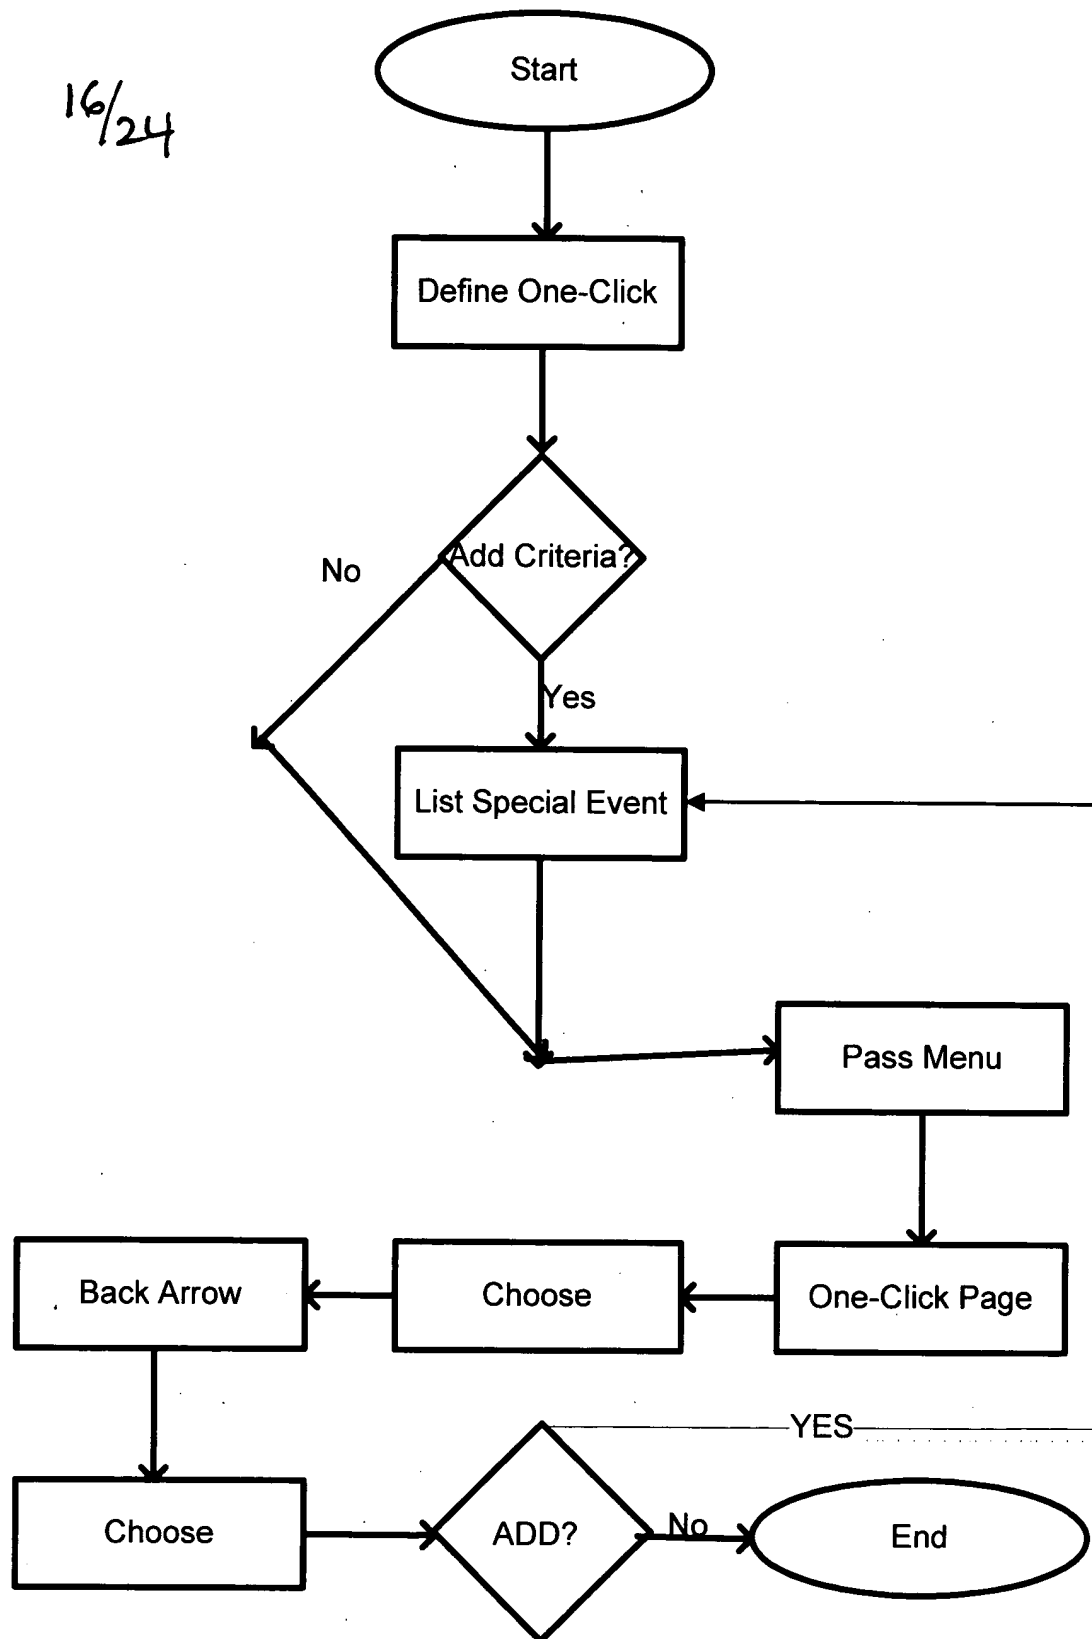 Start
16/24
Define One-Click
Add Criteria?
No
Yes
List Special Event
Pass Menu
Back Arrow
Choose
One-Click Page
YES
Choose
ADD?
No
End